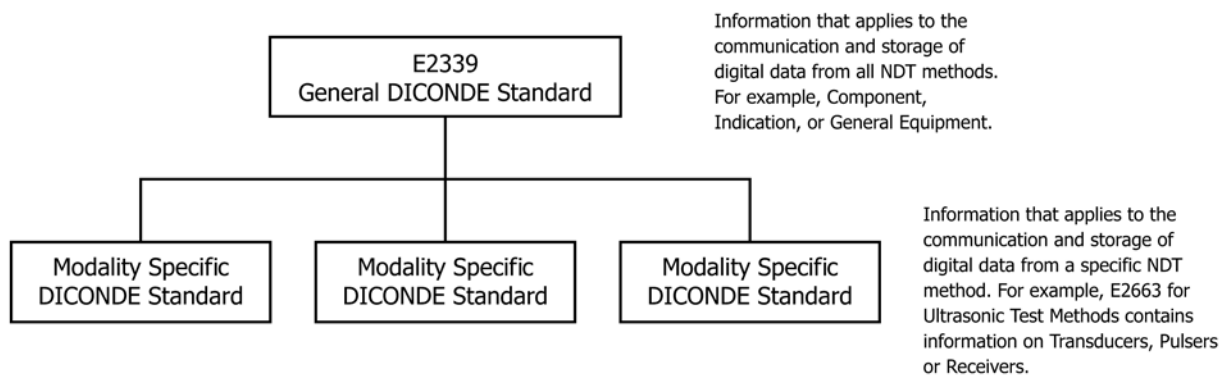 E2339
General DICONDE Standard
Information that applies to the
communication and storage of
digital data from all NDT methods.
For example, Component,
Indication, or General Equipment.
Modality Specific
DICONDE Standard
Modality Specific
DICONDE Standard
Modality Specific
DICONDE Standard
Information that applies to the
communication and storage of
digital data from a specific NDT
method. For example, E2663 for
Ultrasonic Test Methods contains
information on Transducers, Pulsers
or Receivers.